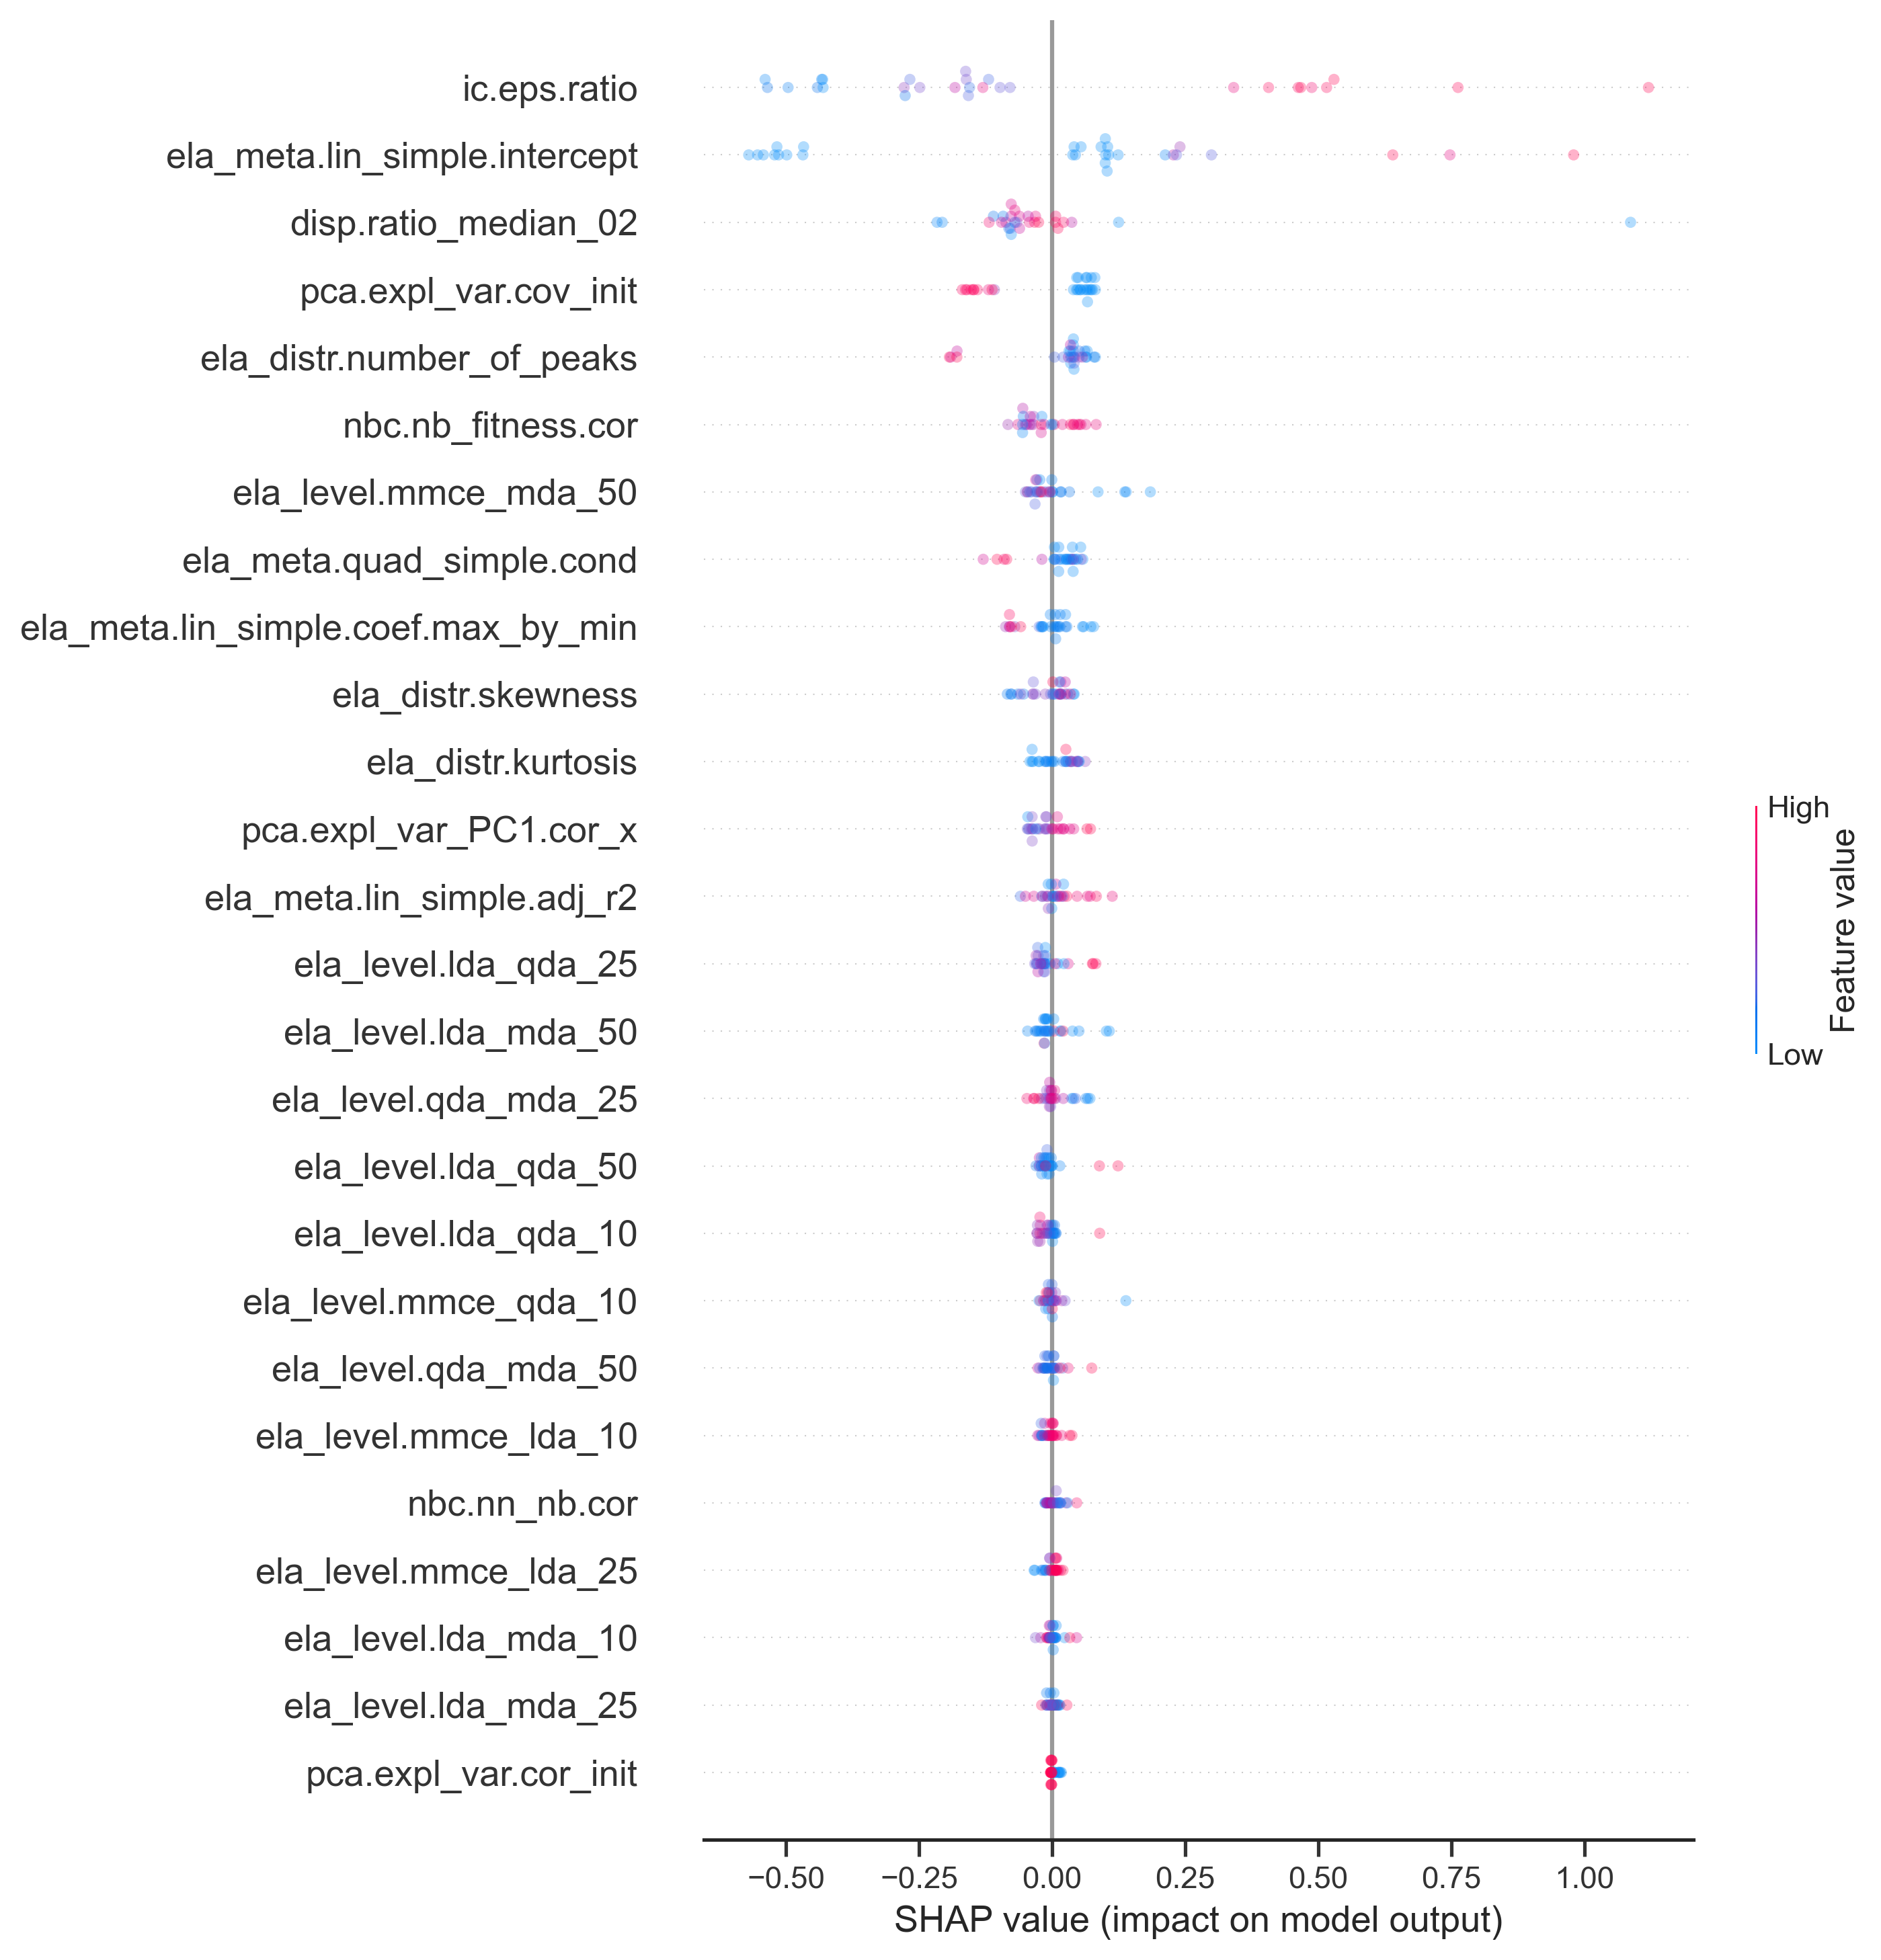 ic.eps.ratio
ela_meta.lin_simple.intercept
disp.ratio_median_02
pca.expl_var.cov_init
ela_distr.number_of_peaks
nbc.nb_fitness.cor
ela_level.mmce_mda_50
ela_meta.quad_simple.cond
ela_meta.lin_simple.coef.max_by_min
ela_distr.skewness
ela_distr.kurtosis
pca.expl_var_PC1.cor_x
ela_meta.lin_simple.adj_r2
ela_level.lda_qda_25
ela_level.lda_mda_50
ela_level.qda_mda_25
ela_level.lda_qda_50
ela_level.lda_qda_10
ela_level.mmce_qda_10
ela_level.qda_mda_50
ela_level.mmce_lda_10
nbc.nn_nb.cor
ela_level.mmce_lda_25
ela_level.lda_mda_10
ela_level.lda_mda_25
pca.expl_var.cor_init
−0.50 −0.25 0.00 0.25 0.50 0.75 1.00
SHAP value (impact on model output)
High
Feature value
Low